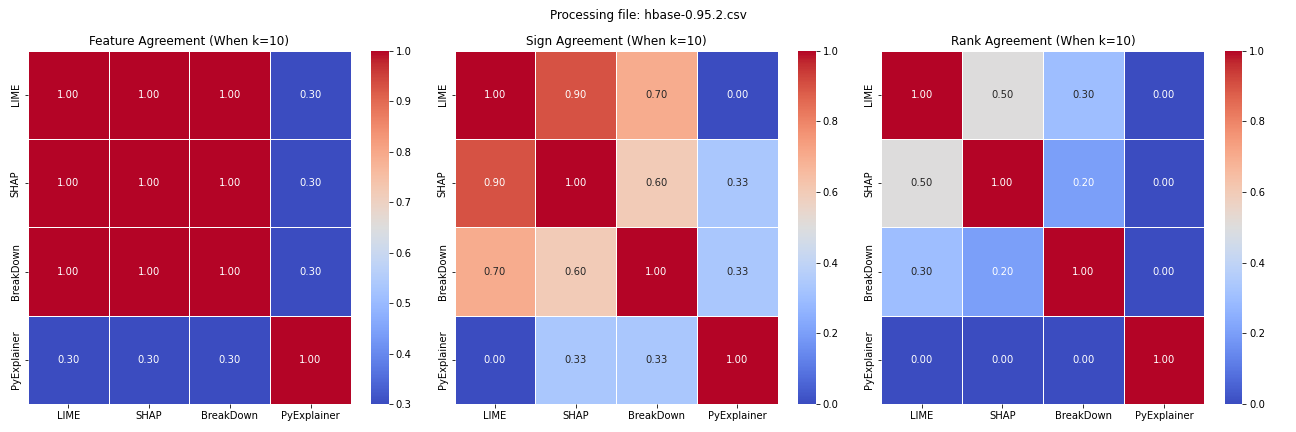 Processing file: hbase-0.95.2.csv
Feature Agreement (When k=10)
LIME
SHAP
BreakDown
PyExplainer
1.00 1.00 1.00 0.30
1.00 1.00 1.00 0.30
1.00 1.00 1.00 0.30
0.30 0.30 0.30 1.00
LIME SHAP BreakDown PyExplainer
1.0
0.9
0.8
0.7
0.6
0.5
0.4
0.3
Sign Agreement (When k=10)
LIME
SHAP
BreakDown
PyExplainer
1.00 0.90 0.70 0.00
0.90 1.00 0.60 0.33
0.70 0.60 1.00 0.33
0.00 0.33 0.33 1.00
LIME SHAP BreakDown PyExplainer
1.0
0.8
0.6
0.4
0.2
0.0
Rank Agreement (When k=10)
LIME
SHAP
BreakDown
PyExplainer
1.00 0.50 0.30 0.00
0.50 1.00 0.20 0.00
0.30 0.20 1.00 0.00
0.00 0.00 0.00 1.00
LIME SHAP BreakDown PyExplainer
1.0
0.8
0.6
0.4
0.2
0.0